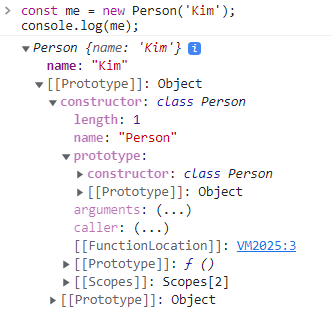 const me = new Person('Kim');
console.log(me);
Person {name: 'Kim'}
name: "Kim"
[[Prototype]]: Object
constructor: class Person
length: 1
name: "Person"
prototype:
constructor: class Person
[[Prototype]]: Object
arguments: (...)
caller: (...)
[[FunctionLocation]]: VM2025:3
[[Prototype]]: ƒ ()
[[Scopes]]: Scopes[2]
[[Prototype]]: Object